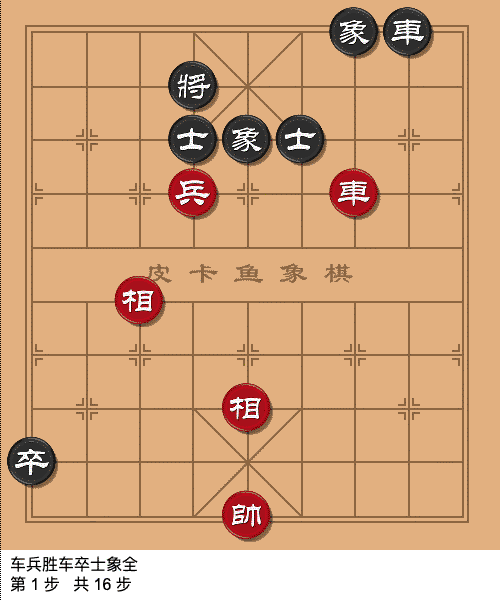 象 車
將
士 象 士
兵 車
皮卡鱼象棋
相
相
卒
帥
车兵胜车卒士象全
第 1 步 共 16 步